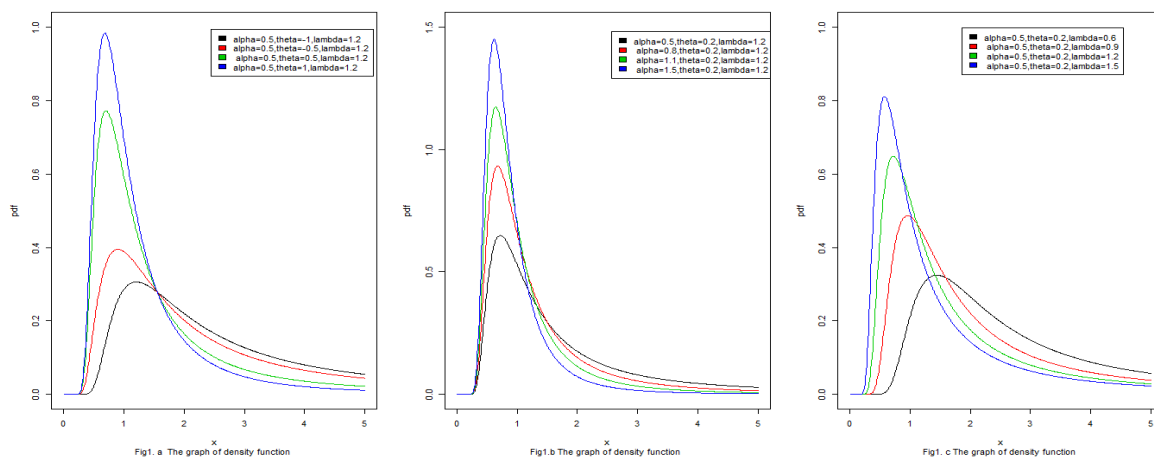 alpha=0.5,theta=-1,lambda=1.2
alpha=0.5,theta=-0.5,lambda=1.2
alpha=0.5,theta=0.5,lambda=1.2
alpha=0.5,theta=1,lambda=1.2
pdf
0.0
0.2
0.4
0.6
0.8
1.0
0 1 2 3 4 5
x
Fig1. a The graph of density function
alpha=0.5,theta=0.2,lambda=1.2
alpha=0.8,theta=0.2,lambda=1.2
alpha=1.1,theta=0.2,lambda=1.2
alpha=1.5,theta=0.2,lambda=1.2
pdf
0.0
0.5
1.0
1.5
0 1 2 3 4 5
x
Fig1.b The graph of density function
alpha=0.5,theta=0.2,lambda=0.6
alpha=0.5,theta=0.2,lambda=0.9
alpha=0.5,theta=0.2,lambda=1.2
alpha=0.5,theta=0.2,lambda=1.5
pdf
0.0
0.2
0.4
0.6
0.8
1.0
0 1 2 3 4 5
x
Fig1. c The graph of density function